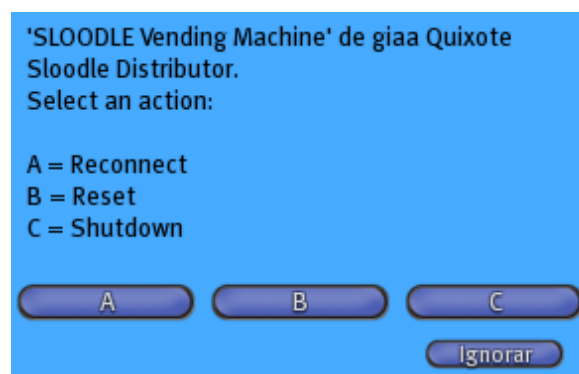 'SLOODLE Vending Machine' de giaa Quixote
Sloodle Distributor.
Select an action:
A = Reconnect
B = Reset
C = Shutdown
A B C
Ignorar